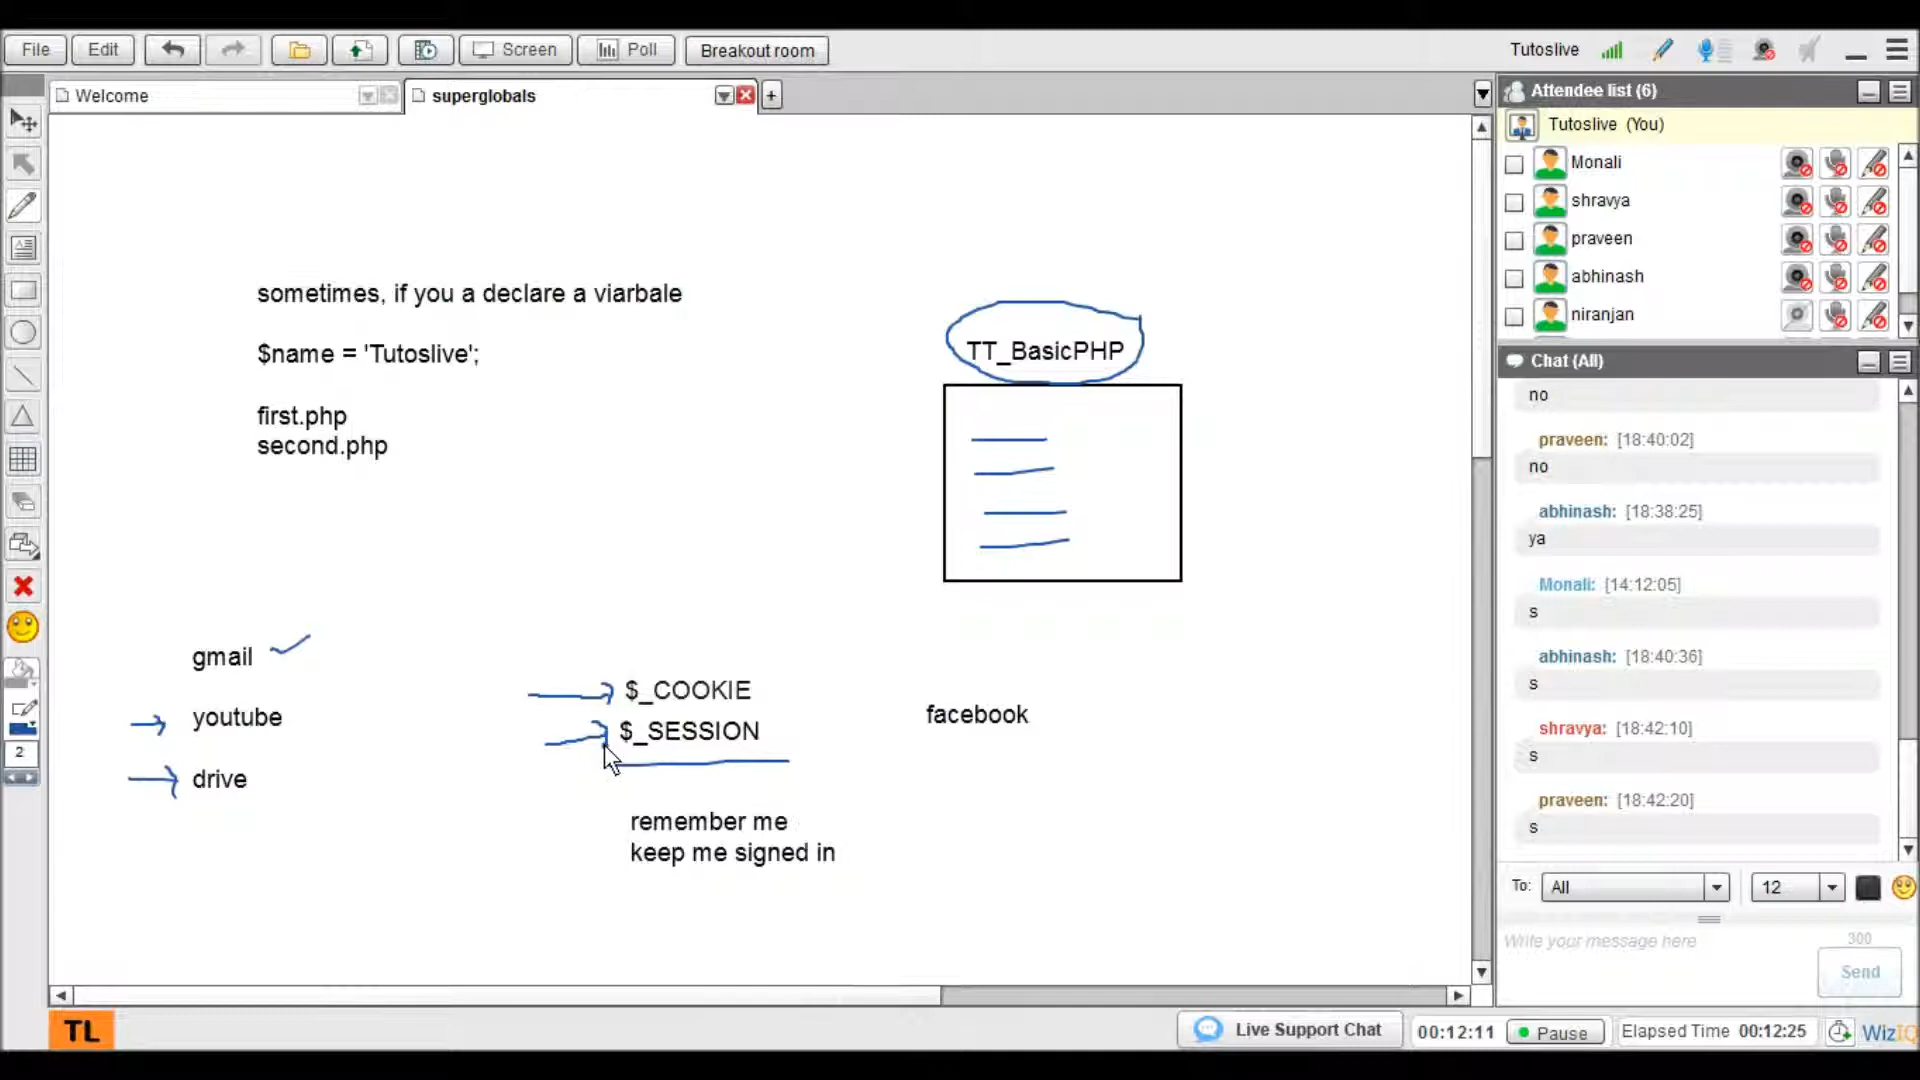 File Edit Screen Poll Breakout room Tutoslive
Welcome superglobals +
sometimes, if you a declare a viarbale
$name = 'Tutoslive';
first.php
second.php
TT_BasicPHP
gmail
youtube
drive
$_COOKIE
$_SESSION
remember me
keep me signed in
facebook
2
Attendee list (6)
Tutoslive (You)
Monali
shravya
praveen
abhinash
niranjan
Chat (All)
no
praveen: [18:40:02]
no
abhinash: [18:38:25]
ya
Monali: [14:12:05]
s
abhinash: [18:40:36]
s
shravya: [18:42:10]
s
praveen: [18:42:20]
s
To: All 12
Write your message here 300
Send
TL Live Support Chat 00:12:11 Pause Elapsed Time 00:12:25 WizIQ